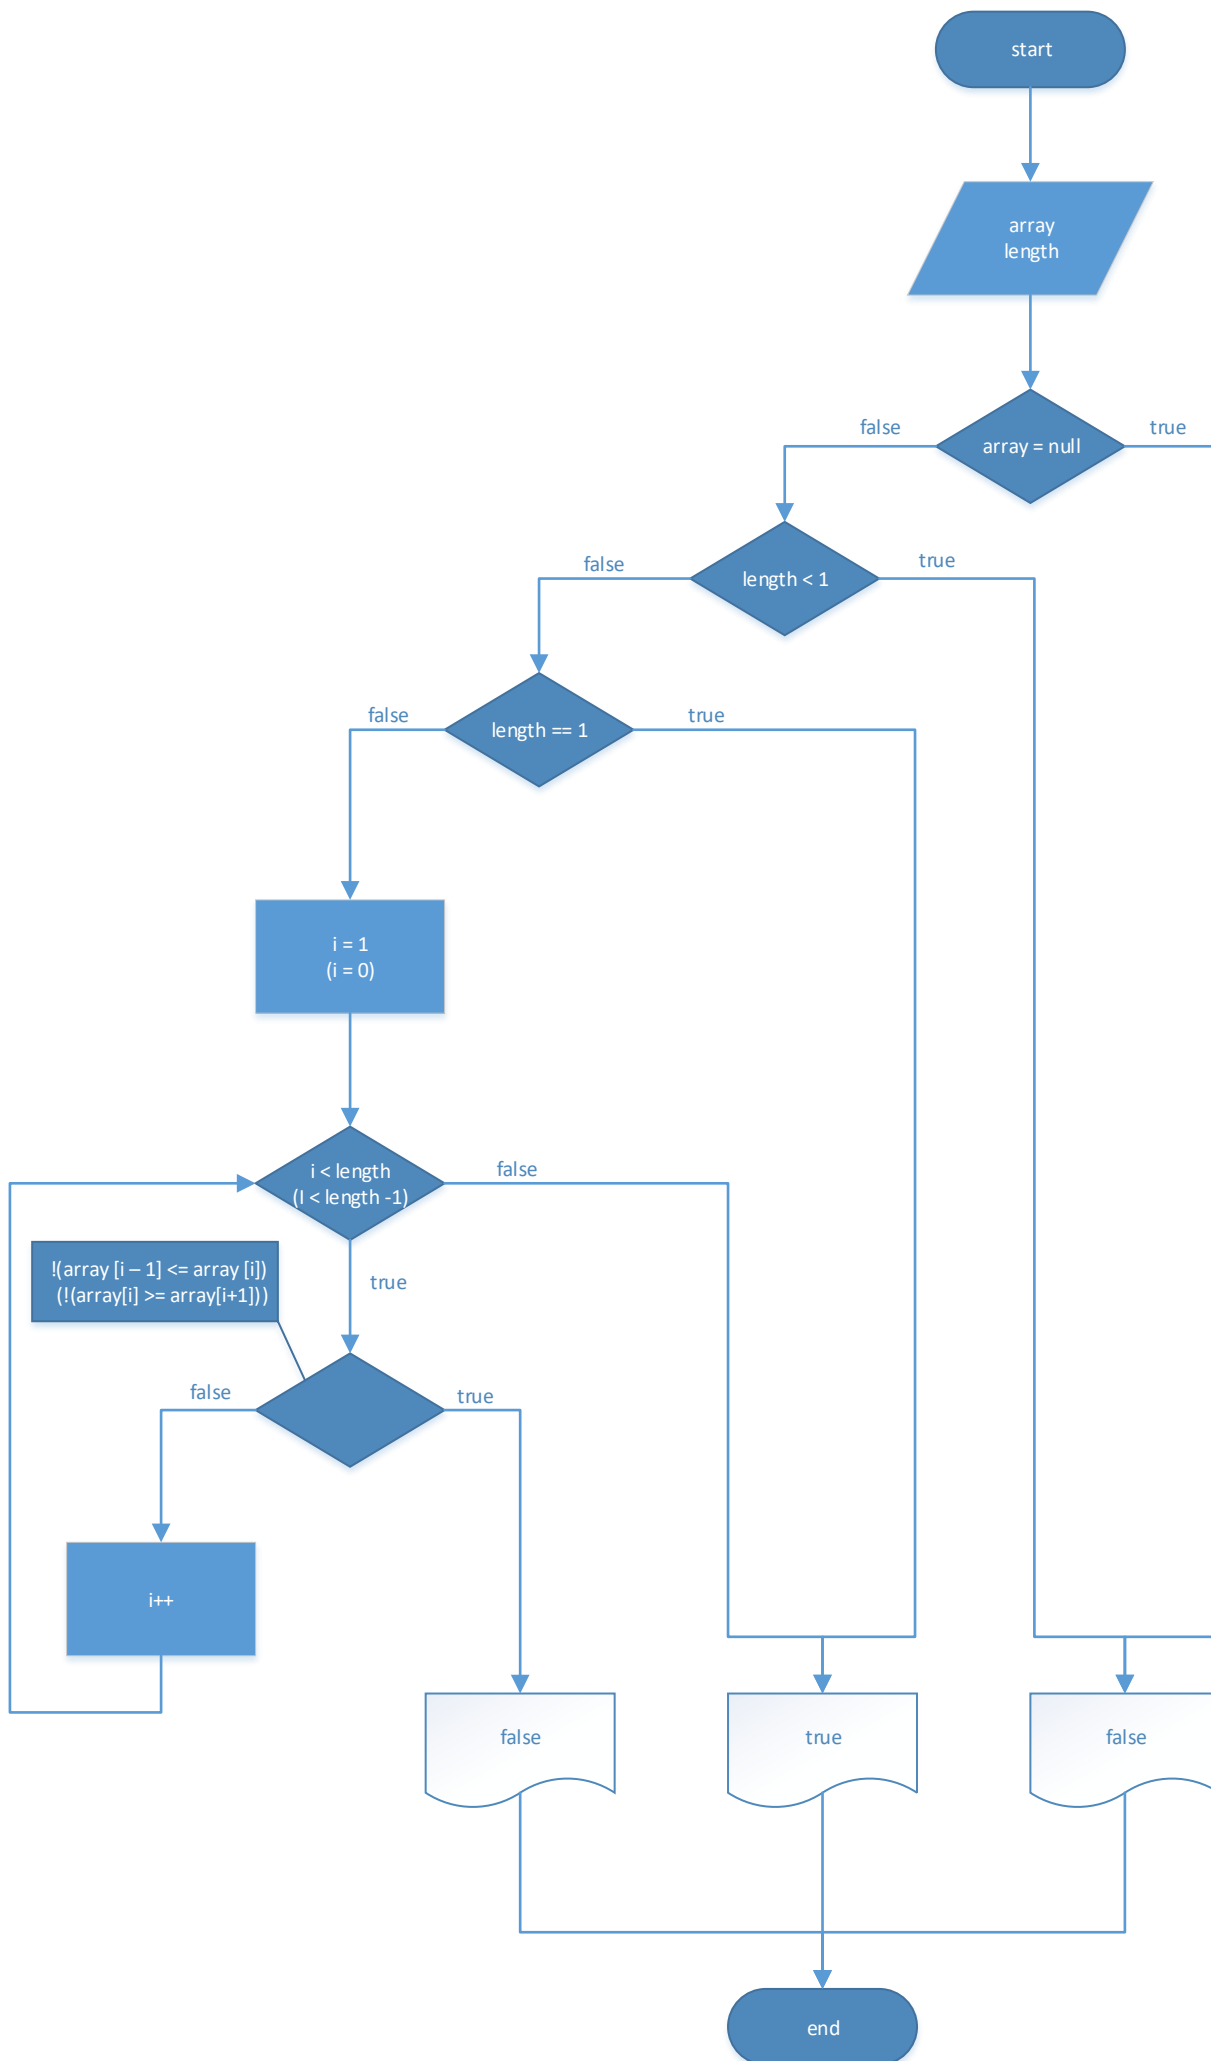 start
array
length
array = null
false
true
length < 1
false
true
length == 1
false
true
i = 1
(i = 0)
i < length
(I < length -1)
false
true
!(array [i – 1] <= array [i])
(!(array[i] >= array[i+1]))
false
true
i++
false
true
false
end